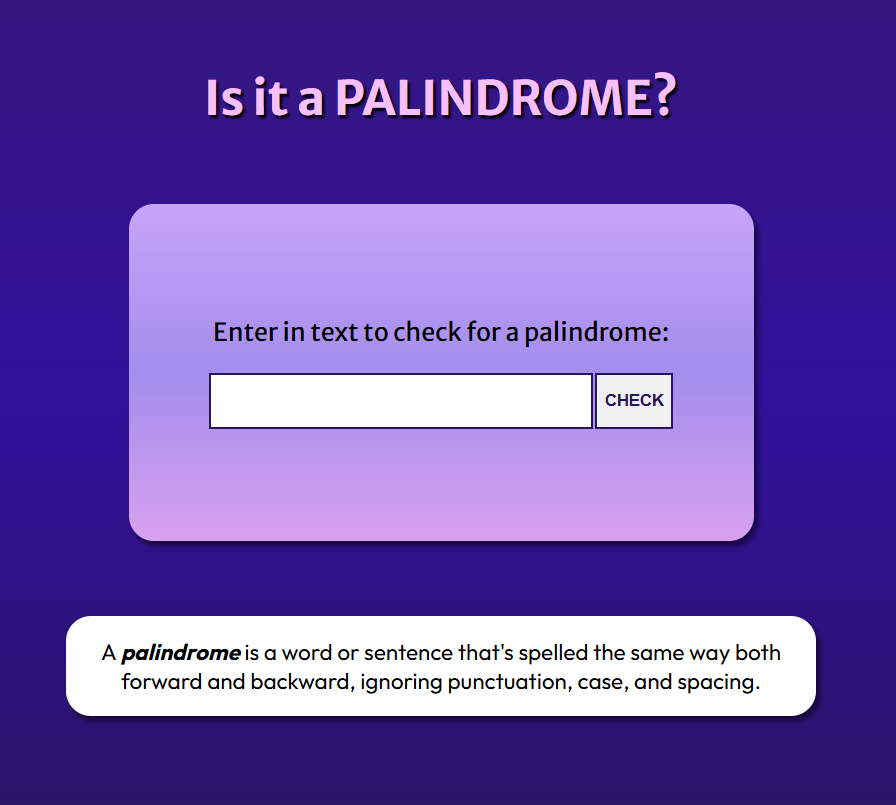 Is it a PALINDROME?
Enter in text to check for a palindrome:
CHECK
A palindrome is a word or sentence that's spelled the same way both
forward and backward, ignoring punctuation, case, and spacing.